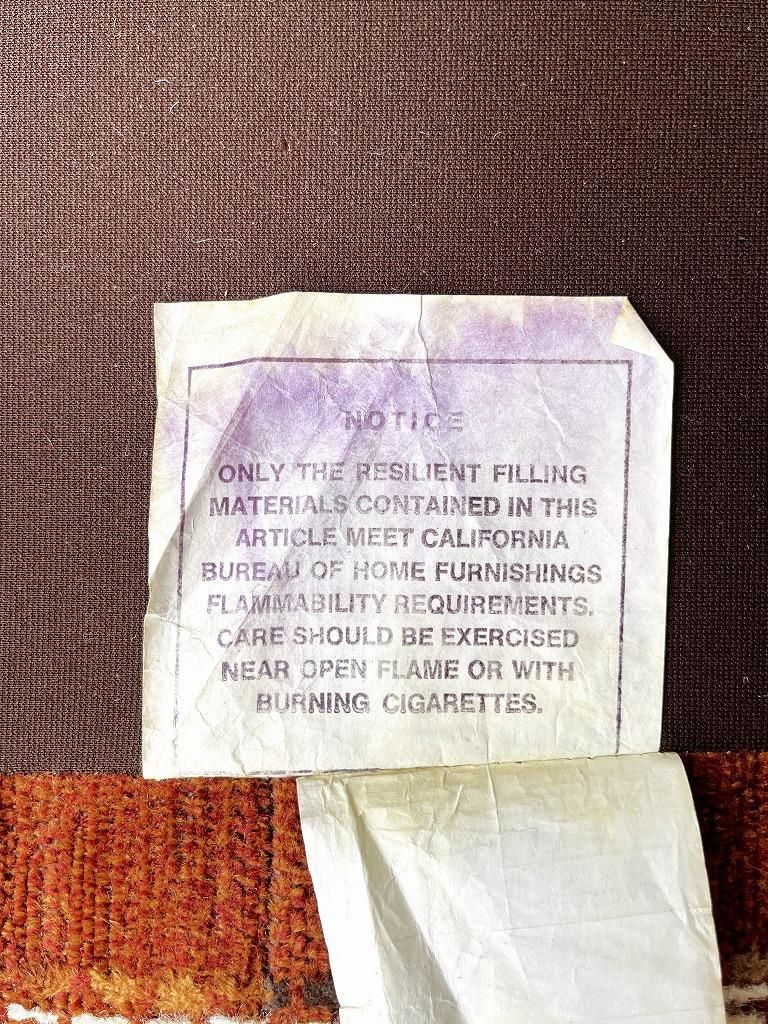 NOTICE
ONLY THE RESILIENT FILLING
MATERIALS CONTAINED IN THIS
ARTICLE MEET CALIFORNIA
BUREAU OF HOME FURNISHINGS
FLAMMABILITY REQUIREMENTS.
CARE SHOULD BE EXERCISED
NEAR OPEN FLAME OR WITH
BURNING CIGARETTES.